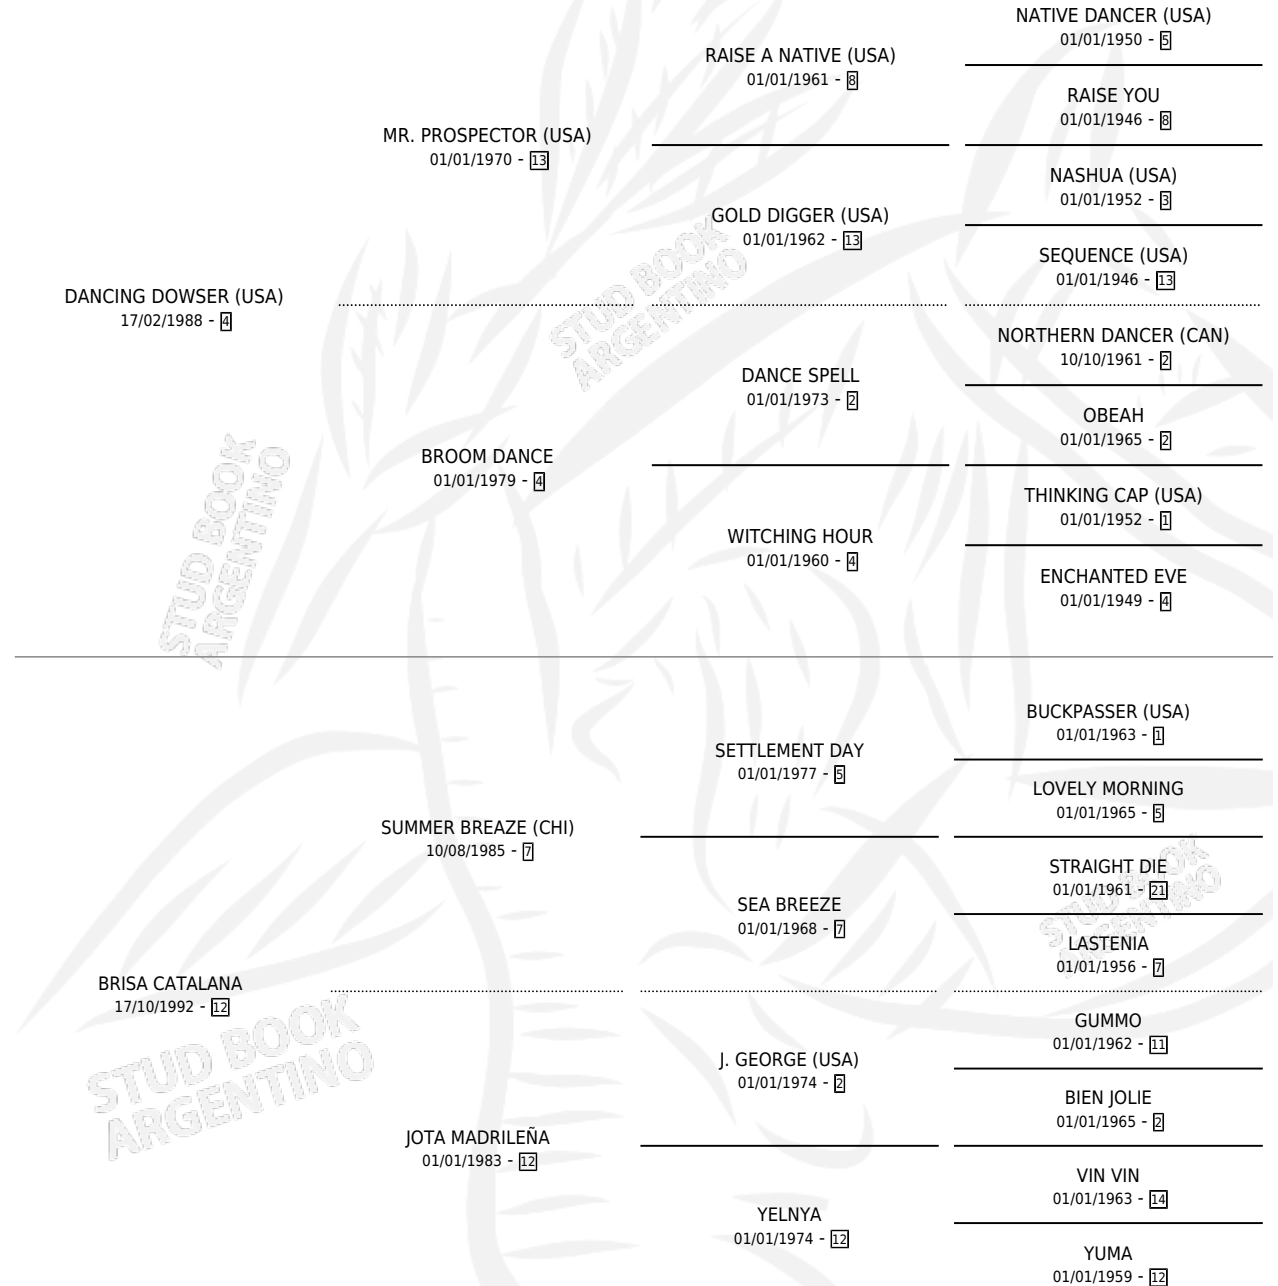 NATIVE DANCER (USA)
01/01/1950 - 5
RAISE A NATIVE (USA)
01/01/1961 - 8
RAISE YOU
01/01/1946 - 8
MR. PROSPECTOR (USA)
01/01/1970 - 13
NASHUA (USA)
01/01/1952 - 3
GOLD DIGGER (USA)
01/01/1962 - 13
SEQUENCE (USA)
01/01/1946 - 13
DANCING DOWSER (USA)
17/02/1988 - 4
NORTHERN DANCER (CAN)
10/10/1961 - 2
DANCE SPELL
01/01/1973 - 2
OBEAH
01/01/1965 - 2
BROOM DANCE
01/01/1979 - 4
THINKING CAP (USA)
01/01/1952 - 1
WITCHING HOUR
01/01/1960 - 4
ENCHANTED EVE
01/01/1949 - 4
BUCKPASSER (USA)
01/01/1963 - 1
SETTLEMENT DAY
01/01/1977 - 5
LOVELY MORNING
01/01/1965 - 5
SUMMER BREAZE (CHI)
10/08/1985 - 7
STRAIGHT DIE
01/01/1961 - 21
SEA BREEZE
01/01/1968 - 7
LASTENIA
01/01/1956 - 7
BRISA CATALANA
17/10/1992 - 12
GUMMO
01/01/1962 - 11
J. GEORGE (USA)
01/01/1974 - 2
BIEN JOLIE
01/01/1965 - 2
JOTA MADRILEÑA
01/01/1983 - 12
VIN VIN
01/01/1963 - 14
YELNYA
01/01/1974 - 12
YUMA
01/01/1959 - 12
STUD BOOK
ARGENTINO
STUD BOOK
ARGENTINO
STUD BOOK
ARGENTINO
STUD BOOK
ARGENTINO